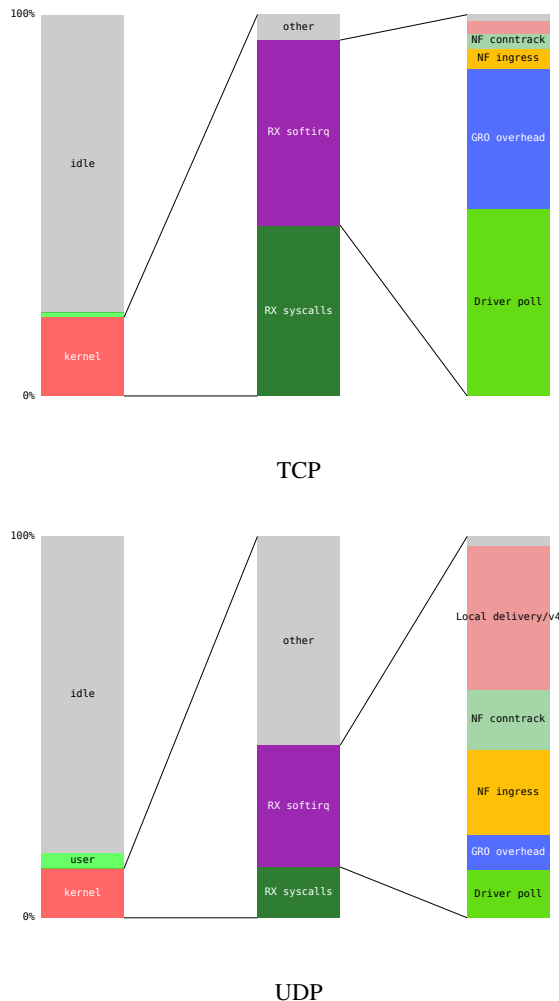 100%
other
NF conntrack
NF ingress
RX softirq
GRO overhead
idle
Driver poll
RX syscalls
kernel
0%
TCP
100%
Local delivery/v4
other
idle
NF conntrack
NF ingress
RX softirq
GRO overhead
user
kernel
RX syscalls
Driver poll
0%
UDP